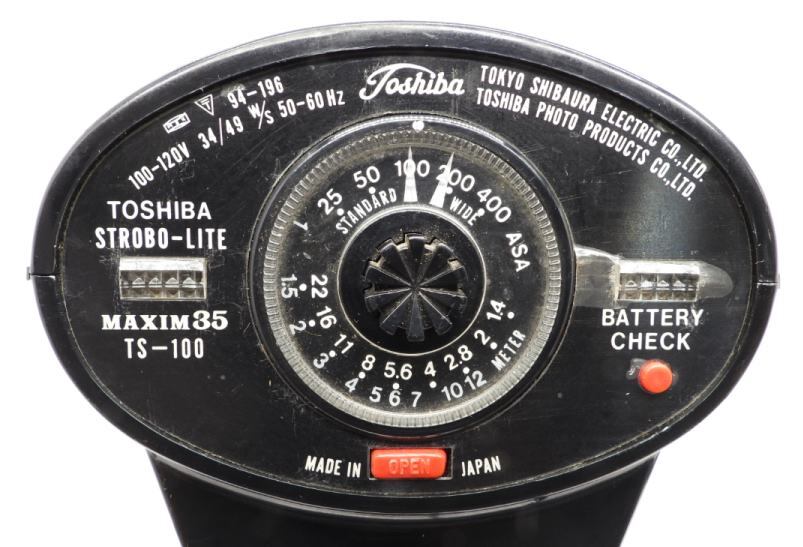 Toshiba
TOKYO SHIBAURA ELECTRIC CO.,LTD.
TOSHIBA PHOTO PRODUCTS CO.,LTD.
94-196
100-120V 34/49 W/S 50-60Hz
TOSHIBA
STROBO-LITE
MAXIM35
TS-100
25 50 100 200 400 ASA
STANDARD WIDE
22 16 11 8 5.6 4 2.8 2 1.4
1.5 2 3 4 5 6 7 10 12 METER
BATTERY
CHECK
MADE IN OPEN JAPAN